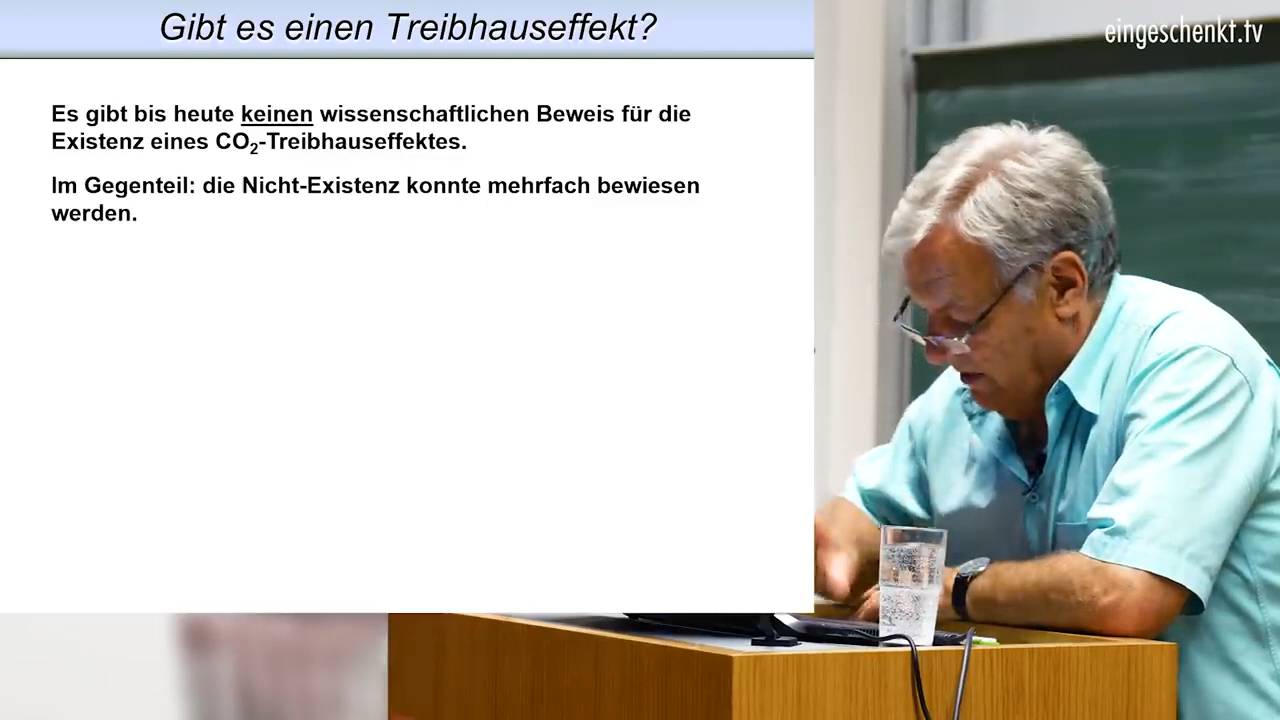 Gibt es einen Treibhauseffekt?
eingeschenkt.tv
Es gibt bis heute keinen wissenschaftlichen Beweis für die
Existenz eines CO₂-Treibhauseffektes.
Im Gegenteil: die Nicht-Existenz konnte mehrfach bewiesen
werden.